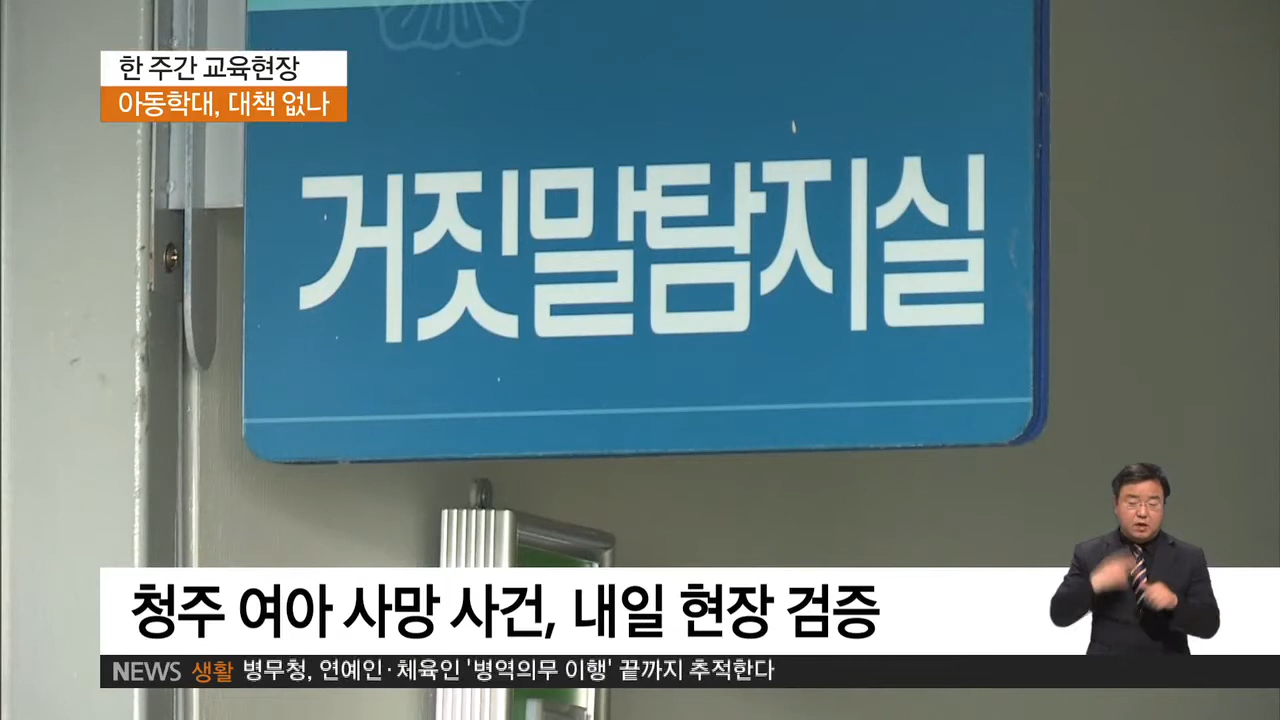 한 주간 교육현장
아동학대, 대책 없나
거짓말탐지실
청주 여아 사망 사건, 내일 현장 검증
NEWS 생활 병무청, 연예인·체육인 '병역의무 이행' 끝까지 추적한다